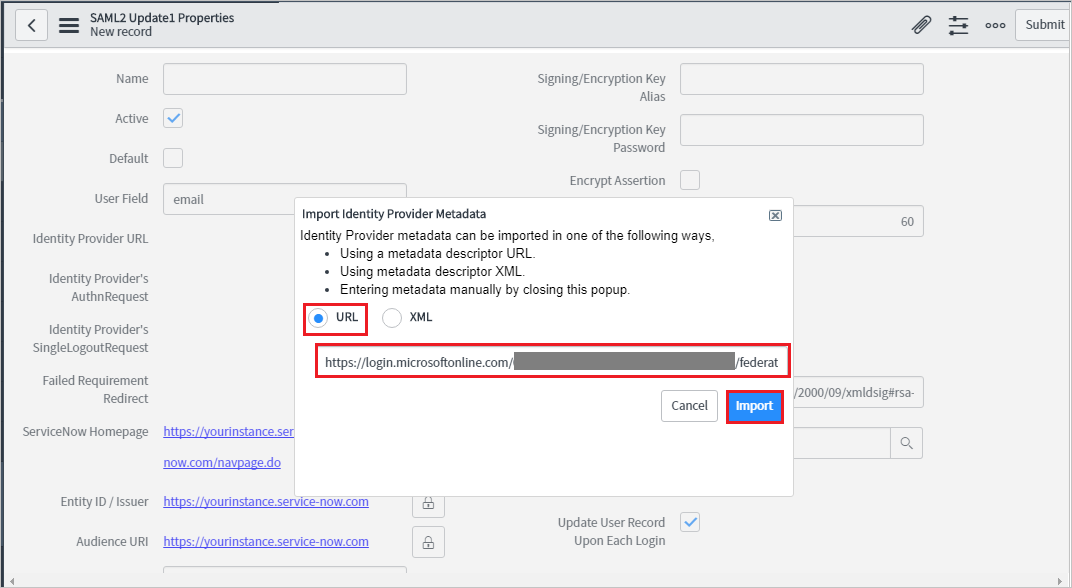 SAML2 Update1 Properties
New record
Submit
Name
Active
Default
User Field
email
Identity Provider URL
Identity Provider's
AuthnRequest
Identity Provider's
SingleLogoutRequest
Failed Requirement
Redirect
ServiceNow Homepage
https://yourinstance.ser
now.com/navpage.do
Entity ID / Issuer
https://yourinstance.service-now.com
Audience URI
https://yourinstance.service-now.com
Signing/Encryption Key
Alias
Signing/Encryption Key
Password
Encrypt Assertion
60
/2000/09/xmldsig#rsa-
Update User Record
Upon Each Login
Import Identity Provider Metadata
Identity Provider metadata can be imported in one of the following ways,
• Using a metadata descriptor URL.
• Using metadata descriptor XML.
• Entering metadata manually by closing this popup.
URL
XML
https://login.microsoftonline.com/
/federat
Cancel
Import